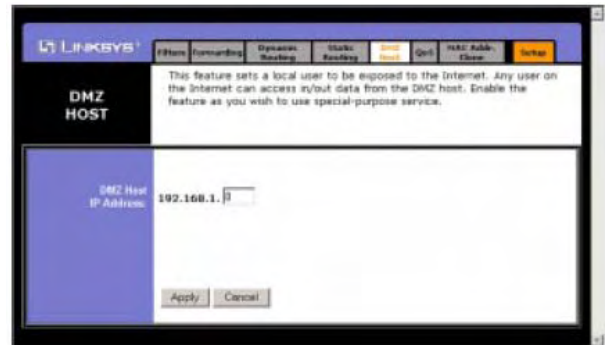 LINKSYS®
Filters Forwarding Dynamic Routing Static Routing DMZ Host QoS MAC Addr. Clone Setup
DMZ
HOST
This feature sets a local user to be exposed to the Internet. Any user on
the Internet can access in/out data from the DMZ host. Enable the
feature as you wish to use special-purpose service.
DMZ Host
IP Address:
192.168.1. 0
Apply Cancel